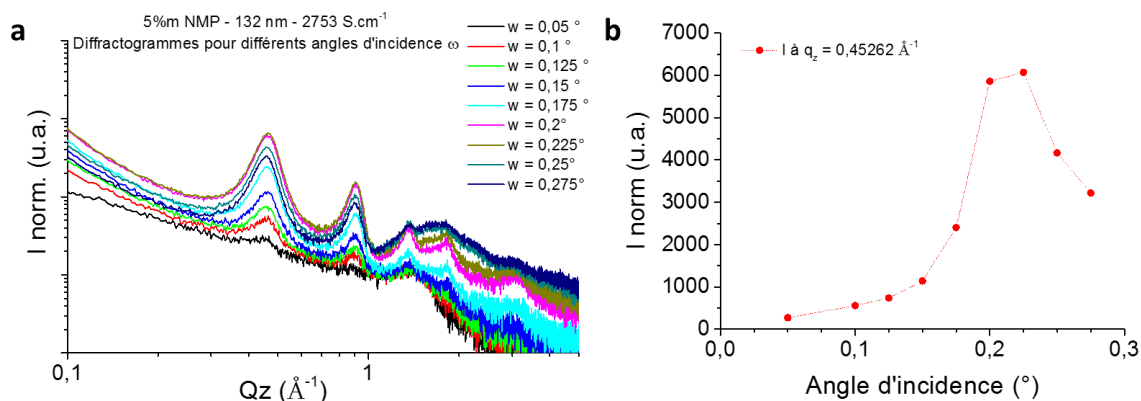 a
5%m NMP - 132 nm - 2753 S.cm⁻¹
Diffractogrammes pour différents angles d'incidence ω
w = 0,05 °
w = 0,1 °
w = 0,125 °
w = 0,15 °
w = 0,175 °
w = 0,2°
w = 0,225°
w = 0,25°
w = 0,275°
I norm. (u.a.)
0,1
1
Qz (Å⁻¹)
b
I à q_z = 0,45262 Å⁻¹
7000
6000
5000
4000
3000
2000
1000
0
I norm (u.a.)
0,0
0,1
0,2
0,3
Angle d'incidence (°)